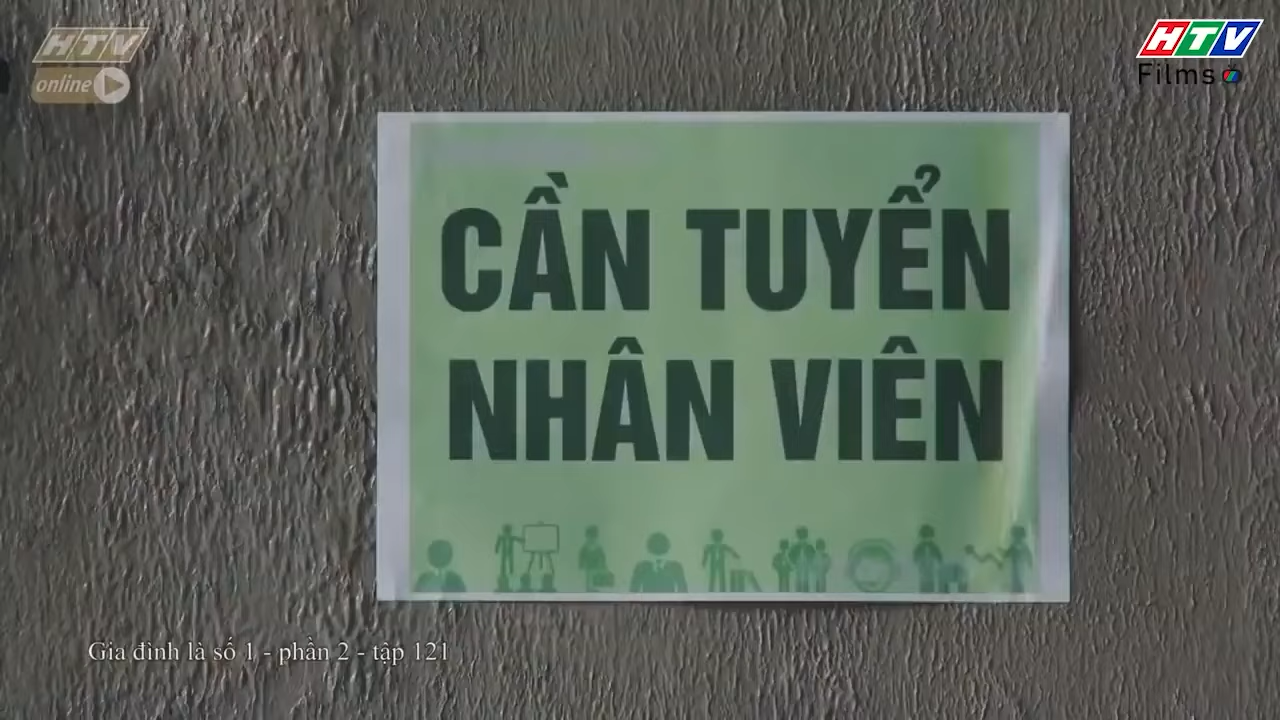 HTV
online
HTV
Films
CẦN TUYỂN
NHÂN VIÊN
Gia đình là số 1 - phần 2 - tập 121